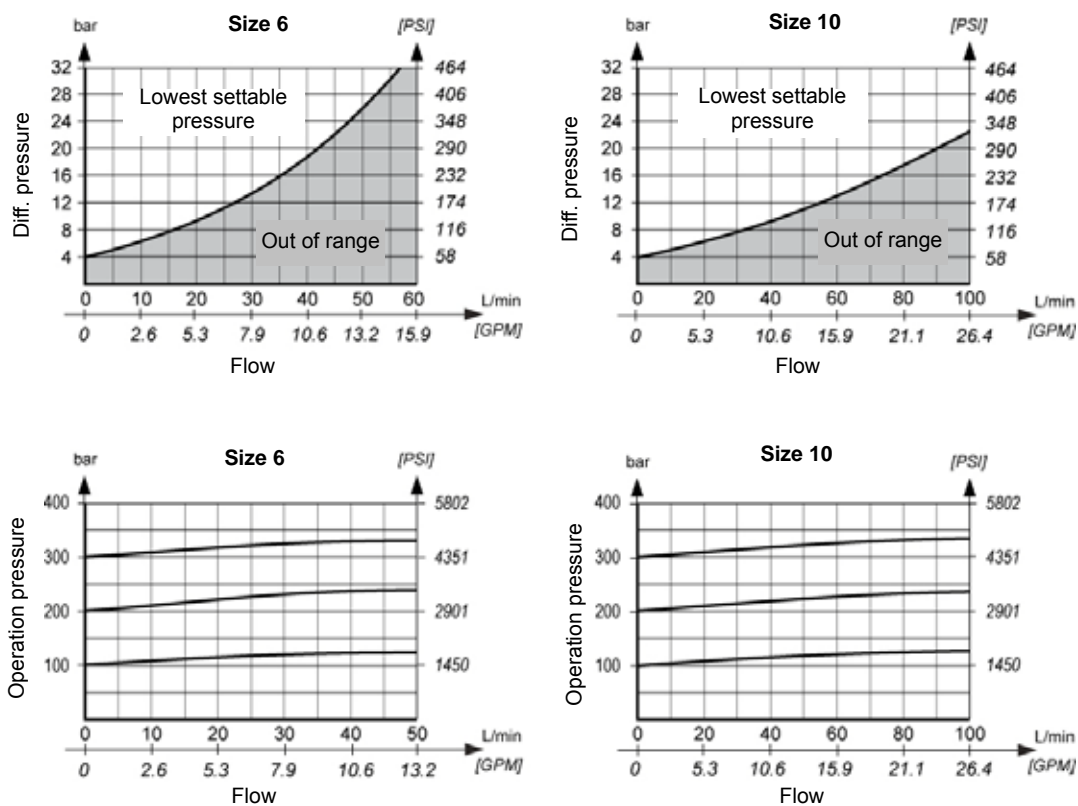 bar Size 6 [PSI]
32 464
28 406
24 348
20 290
16 232
12 174
8 116
4 58
Lowest settable
pressure
Out of range
Diff. pressure
0 10 20 30 40 50 60 L/min
0 2.6 5.3 7.9 10.6 13.2 15.9 [GPM]
Flow
bar Size 10 [PSI]
32 464
28 406
24 348
20 290
16 232
12 174
8 116
4 58
Lowest settable
pressure
Out of range
Diff. pressure
0 20 40 60 80 100 L/min
0 5.3 10.6 15.9 21.1 26.4 [GPM]
Flow
bar Size 6 [PSI]
400 5802
300 4351
200 2901
100 1450
Operation pressure
0 10 20 30 40 50 L/min
0 2.6 5.3 7.9 10.6 13.2 [GPM]
Flow
bar Size 10 [PSI]
400 5802
300 4351
200 2901
100 1450
Operation pressure
0 20 40 60 80 100 L/min
0 5.3 10.6 15.9 21.1 26.4 [GPM]
Flow